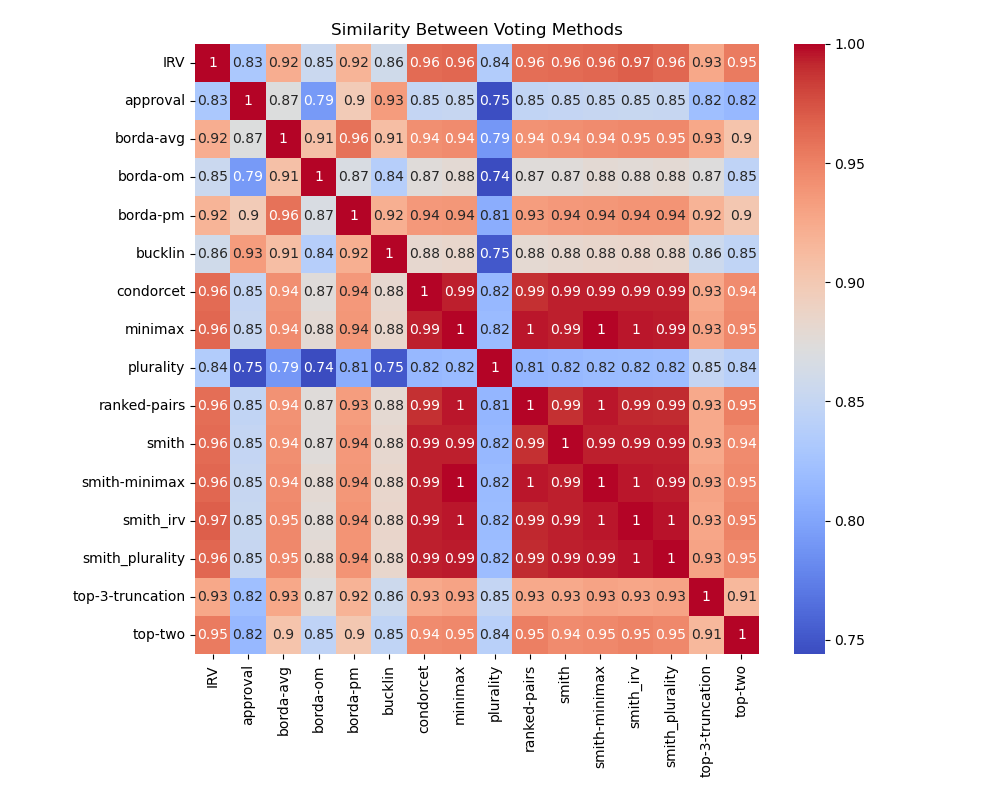 Similarity Between Voting Methods
IRV 1 0.83 0.92 0.85 0.92 0.86 0.96 0.96 0.84 0.96 0.96 0.96 0.97 0.96 0.93 0.95
approval 0.83 1 0.87 0.79 0.9 0.93 0.85 0.85 0.75 0.85 0.85 0.85 0.85 0.85 0.82 0.82
borda-avg 0.92 0.87 1 0.91 0.96 0.91 0.94 0.94 0.79 0.94 0.94 0.94 0.95 0.95 0.93 0.9
borda-om 0.85 0.79 0.91 1 0.87 0.84 0.87 0.88 0.74 0.87 0.87 0.88 0.88 0.88 0.87 0.85
borda-pm 0.92 0.9 0.96 0.87 1 0.92 0.94 0.94 0.81 0.93 0.94 0.94 0.94 0.94 0.92 0.9
bucklin 0.86 0.93 0.91 0.84 0.92 1 0.88 0.88 0.75 0.88 0.88 0.88 0.88 0.88 0.86 0.85
condorcet 0.96 0.85 0.94 0.87 0.94 0.88 1 0.99 0.82 0.99 0.99 0.99 0.99 0.99 0.93 0.94
minimax 0.96 0.85 0.94 0.88 0.94 0.88 0.99 1 0.82 1 0.99 1 1 0.99 0.93 0.95
plurality 0.84 0.75 0.79 0.74 0.81 0.75 0.82 0.82 1 0.81 0.82 0.82 0.82 0.82 0.85 0.84
ranked-pairs 0.96 0.85 0.94 0.87 0.93 0.88 0.99 1 0.81 1 0.99 1 0.99 0.99 0.93 0.95
smith 0.96 0.85 0.94 0.87 0.94 0.88 0.99 0.99 0.82 0.99 1 0.99 0.99 0.99 0.93 0.94
smith-minimax 0.96 0.85 0.94 0.88 0.94 0.88 0.99 1 0.82 1 0.99 1 1 0.99 0.93 0.95
smith_irv 0.97 0.85 0.95 0.88 0.94 0.88 0.99 1 0.82 0.99 0.99 1 1 1 0.93 0.95
smith_plurality 0.96 0.85 0.95 0.88 0.94 0.88 0.99 0.99 0.82 0.99 0.99 0.99 1 1 0.93 0.95
top-3-truncation 0.93 0.82 0.93 0.87 0.92 0.86 0.93 0.93 0.85 0.93 0.93 0.93 0.93 0.93 1 0.91
top-two 0.95 0.82 0.9 0.85 0.9 0.85 0.94 0.95 0.84 0.95 0.94 0.95 0.95 0.95 0.91 1
IRV
approval
borda-avg
borda-om
borda-pm
bucklin
condorcet
minimax
plurality
ranked-pairs
smith
smith-minimax
smith_irv
smith_plurality
top-3-truncation
top-two
1.00
0.95
0.90
0.85
0.80
0.75